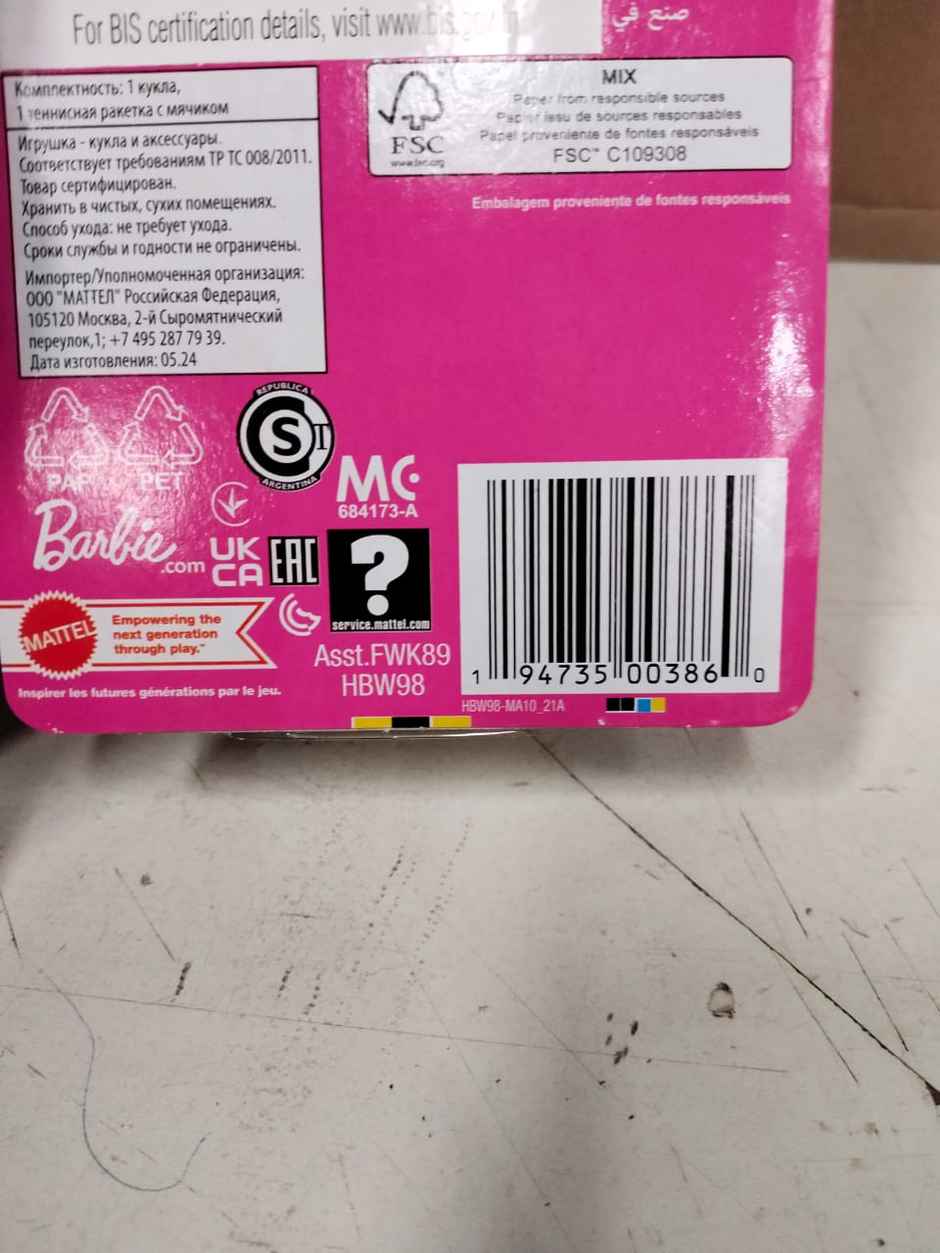 For BIS certification details, visit www.bis.gov.in
صنع في
Комплектность: 1 кукла,
1 теннисная ракетка с мячиком
Игрушка - кукла и аксессуары.
Соответствует требованиям ТР ТС 008/2011.
Товар сертифицирован.
Хранить в чистых, сухих помещениях.
Способ ухода: не требует ухода.
Сроки службы и годности не ограничены.
Импортер/Уполномоченная организация:
ООО "МАТТЕЛ" Российская Федерация,
105120 Москва, 2-й Сыромятнический
переулок,1; +7 495 287 79 39.
Дата изготовления: 05.24
FSC
www.fsc.org
MIX
Paper from responsible sources
Papier issu de sources responsables
Papel proveniente de fontes responsáveis
FSC™ C109308
Embalagem proveniente de fontes responsáveis
PAP
PET
REPUBLICA
S T
ARGENTINA
MC
684173-A
Barbie.com
UK
CA
EAC
?
service.mattel.com
MATTEL
Empowering the
next generation
through play.™
Inspirer les futures générations par le jeu.
Asst.FWK89
HBW98
1 94735 00386 0
HBW98-MA10_21A